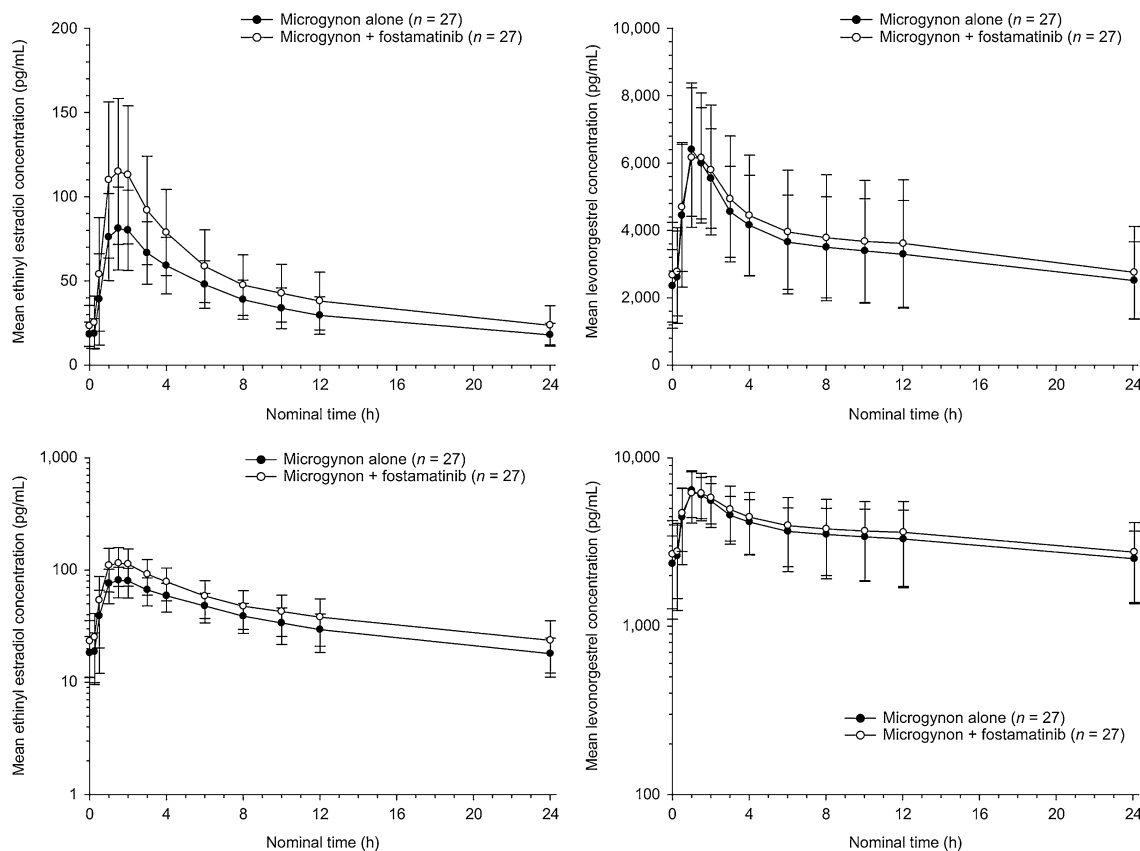 Microgynon alone (n = 27)
Microgynon + fostamatinib (n = 27)
Mean ethinyl estradiol concentration (pg/mL)
200
150
100
50
0
0 4 8 12 16 20 24
Nominal time (h)
Microgynon alone (n = 27)
Microgynon + fostamatinib (n = 27)
Mean levonorgestrel concentration (pg/mL)
10,000
8,000
6,000
4,000
2,000
0
0 4 8 12 16 20 24
Nominal time (h)
Microgynon alone (n = 27)
Microgynon + fostamatinib (n = 27)
Mean ethinyl estradiol concentration (pg/mL)
1,000
100
10
1
0 4 8 12 16 20 24
Nominal time (h)
Mean levonorgestrel concentration (pg/mL)
10,000
1,000
100
Microgynon alone (n = 27)
Microgynon + fostamatinib (n = 27)
0 4 8 12 16 20 24
Nominal time (h)